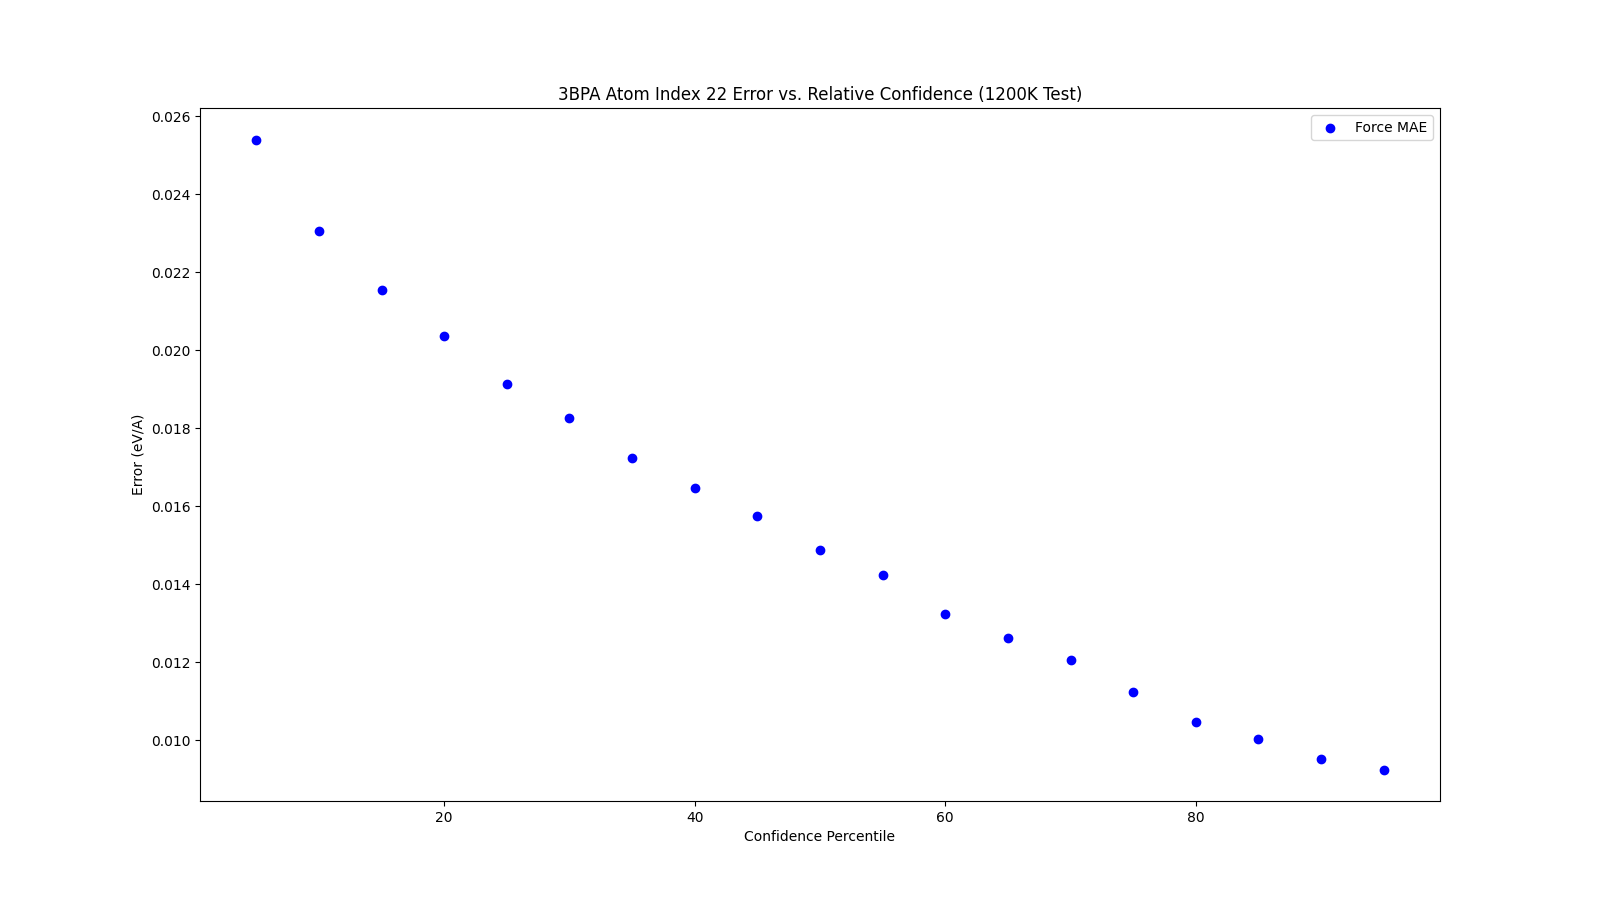 3BPA Atom Index 22 Error vs. Relative Confidence (1200K Test)
Force MAE
0.026
0.024
0.022
0.020
0.018
0.016
0.014
0.012
0.010
Error (eV/A)
20 40 60 80
Confidence Percentile